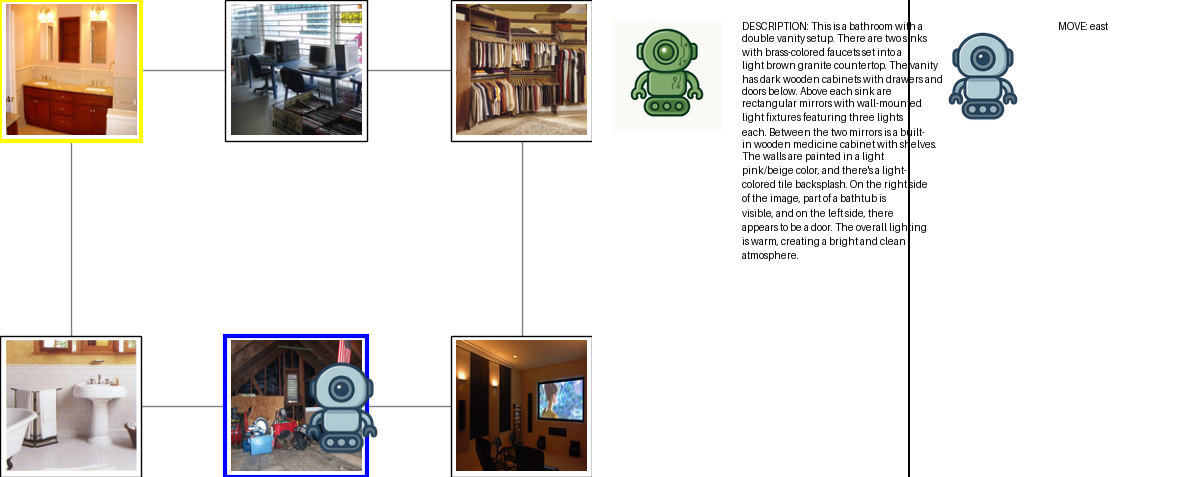 DESCRIPTION: This is a bathroom with a
double vanity setup. There are two sinks
with brass-colored faucets set into a
light brown granite countertop. The vanity
has dark wooden cabinets with drawers and
doors below. Above each sink are
rectangular mirrors with wall-mounted
light fixtures featuring three lights
each. Between the two mirrors is a built-
in wooden medicine cabinet with shelves.
The walls are painted in a light
pink/beige color, and there's a light-
colored tile backsplash. On the right side
of the image, part of a bathtub is
visible, and on the left side, there
appears to be a door. The overall lighting
is warm, creating a bright and clean
atmosphere.
MOVE: east